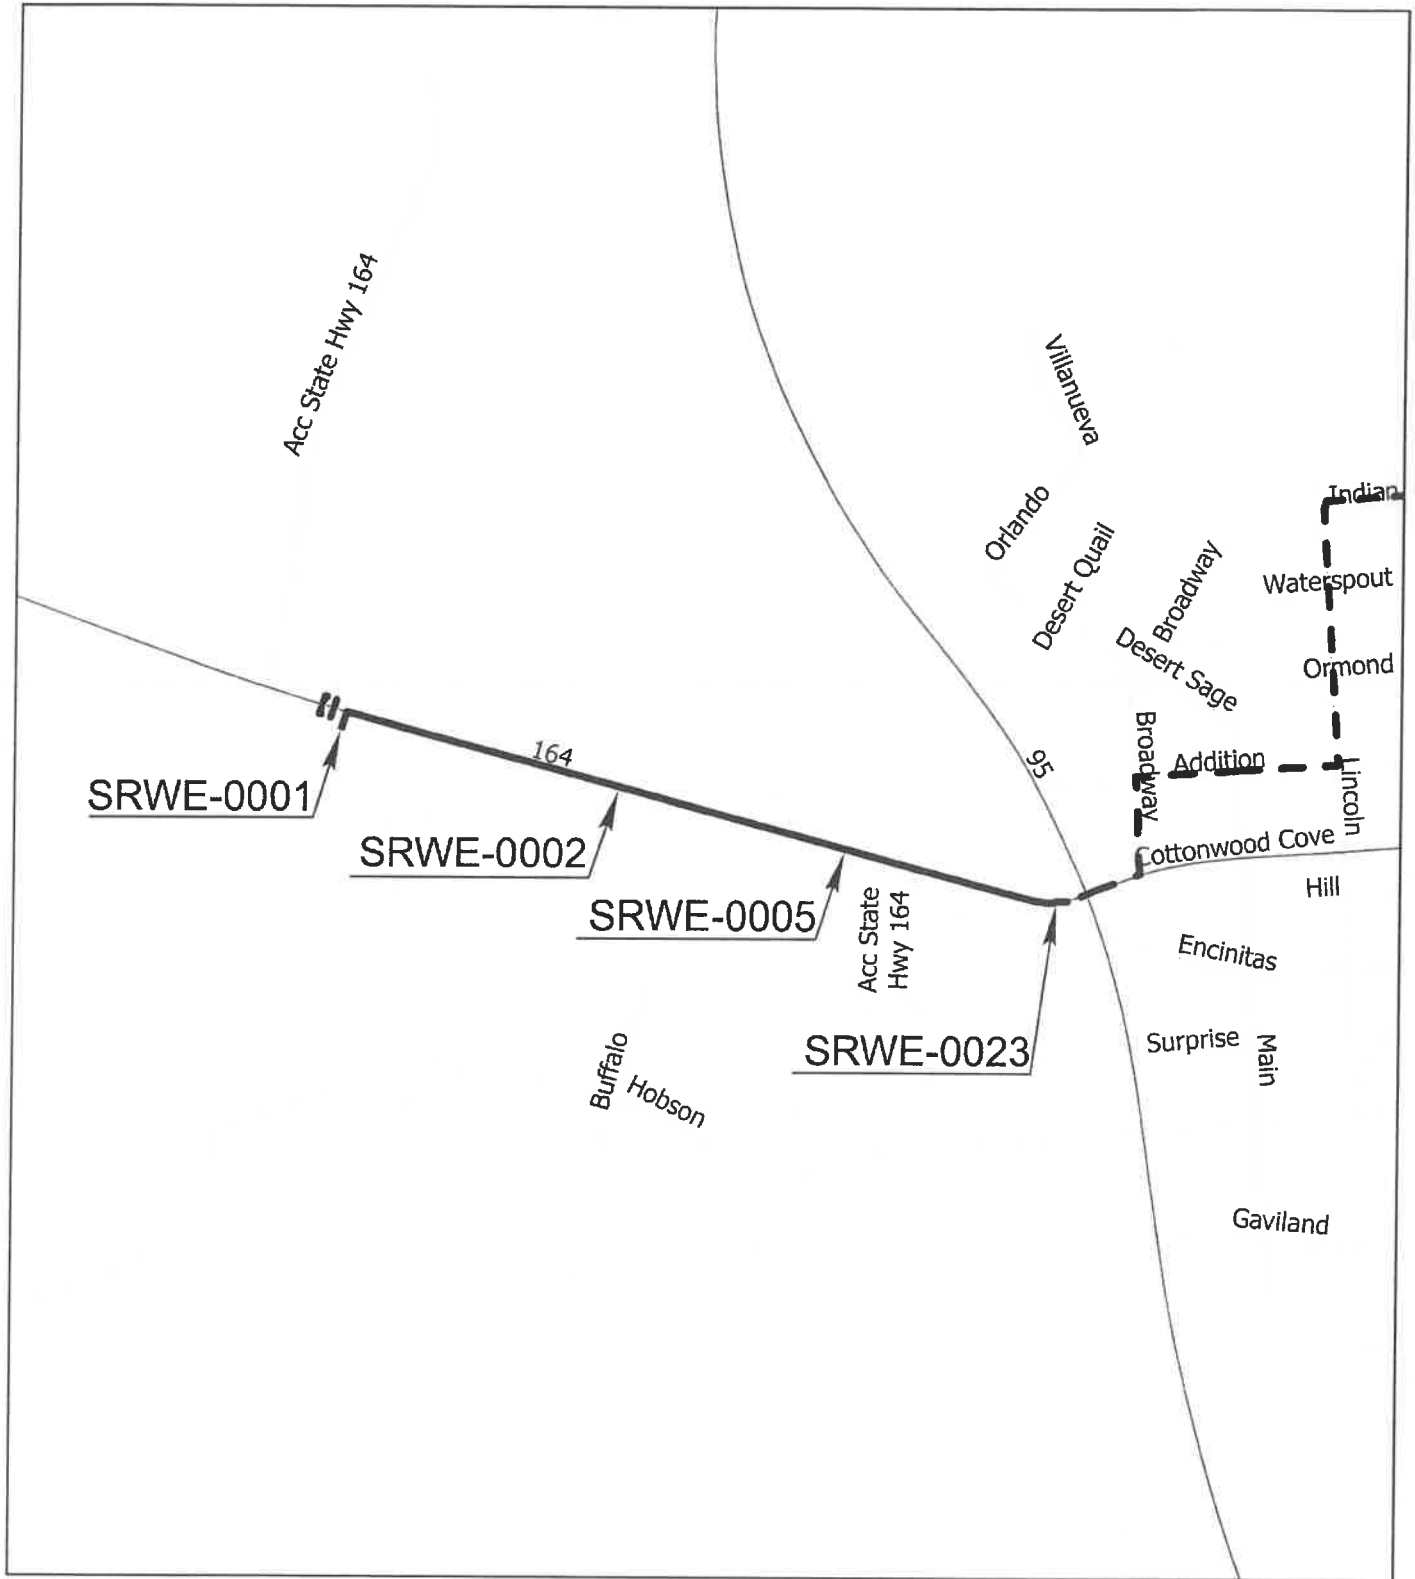 Acc State Hwy 164
Villanueva
Orlando
Indian
Desert Quail
Broadway
Waterspout
Desert Sage
Ormond
Broadway
Addition
Lincoln
164
95
SRWE-0001
SRWE-0002
Cottonwood Cove
Hill
SRWE-0005
Acc State
Hwy 164
Encinitas
SRWE-0023
Surprise
Main
Buffalo
Hobson
Gaviland